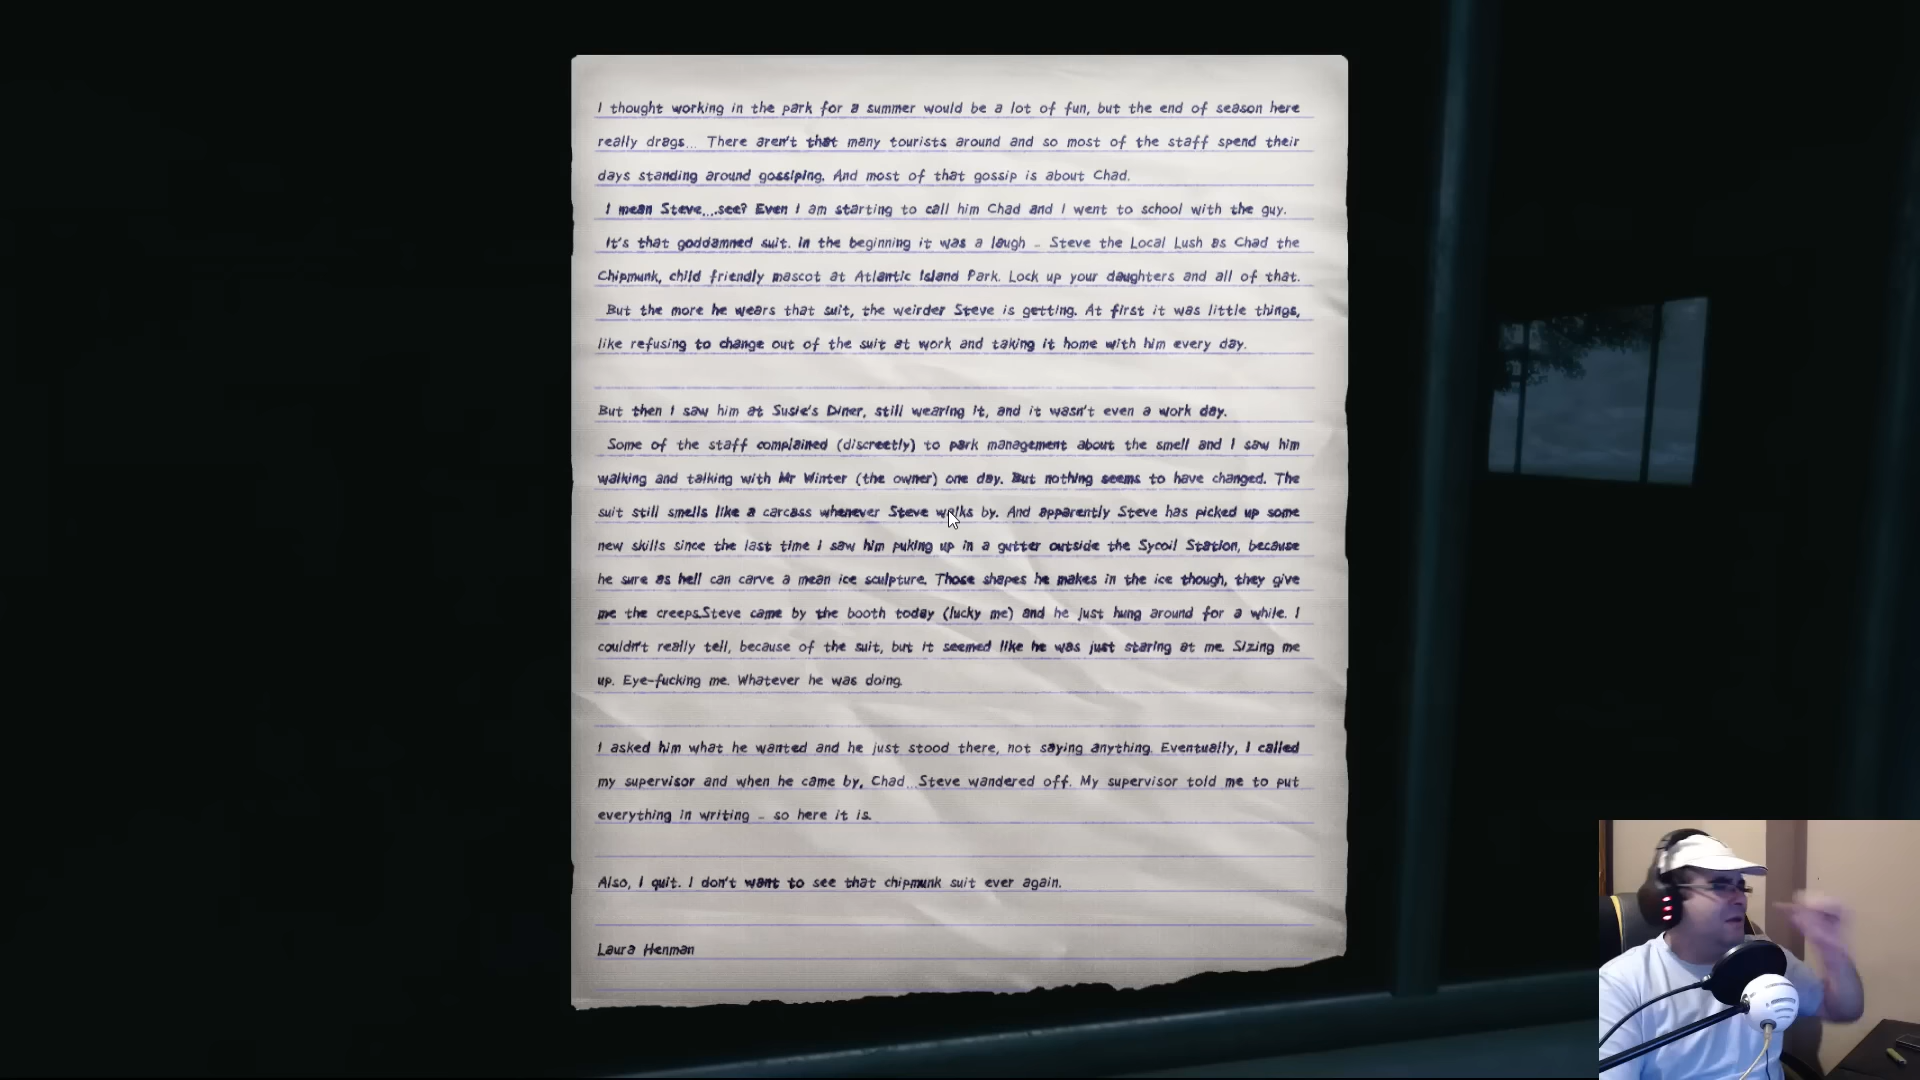 I thought working in the park for a summer would be a lot of fun, but the end of season here
really drags... There aren't that many tourists around and so most of the staff spend their
days standing around gossiping. And most of that gossip is about Chad.
I mean Steve....see? Even I am starting to call him Chad and I went to school with the guy.
It's that goddamned suit. In the beginning it was a laugh - Steve the Local Lush as Chad the
Chipmunk, child friendly mascot at Atlantic Island Park. Lock up your daughters and all of that.
But the more he wears that suit, the weirder Steve is getting. At first it was little things,
like refusing to change out of the suit at work and taking it home with him every day.
But then I saw him at Susie's Diner, still wearing it, and it wasn't even a work day.
Some of the staff complained (discreetly) to park management about the smell and I saw him
walking and talking with Mr Winter (the owner) one day. But nothing seems to have changed. The
suit still smells like a carcass whenever Steve walks by. And apparently Steve has picked up some
new skills since the last time I saw him puking up in a gutter outside the Sycoil Station, because
he sure as hell can carve a mean ice sculpture. Those shapes he makes in the ice though, they give
me the creeps.Steve came by the booth today (lucky me) and he just hung around for a while. I
couldn't really tell, because of the suit, but it seemed like he was just staring at me. Sizing me
up. Eye-fucking me. Whatever he was doing.
I asked him what he wanted and he just stood there, not saying anything. Eventually, I called
my supervisor and when he came by, Chad...Steve wandered off. My supervisor told me to put
everything in writing - so here it is.
Also, I quit. I don't want to see that chipmunk suit ever again.
Laura Henman